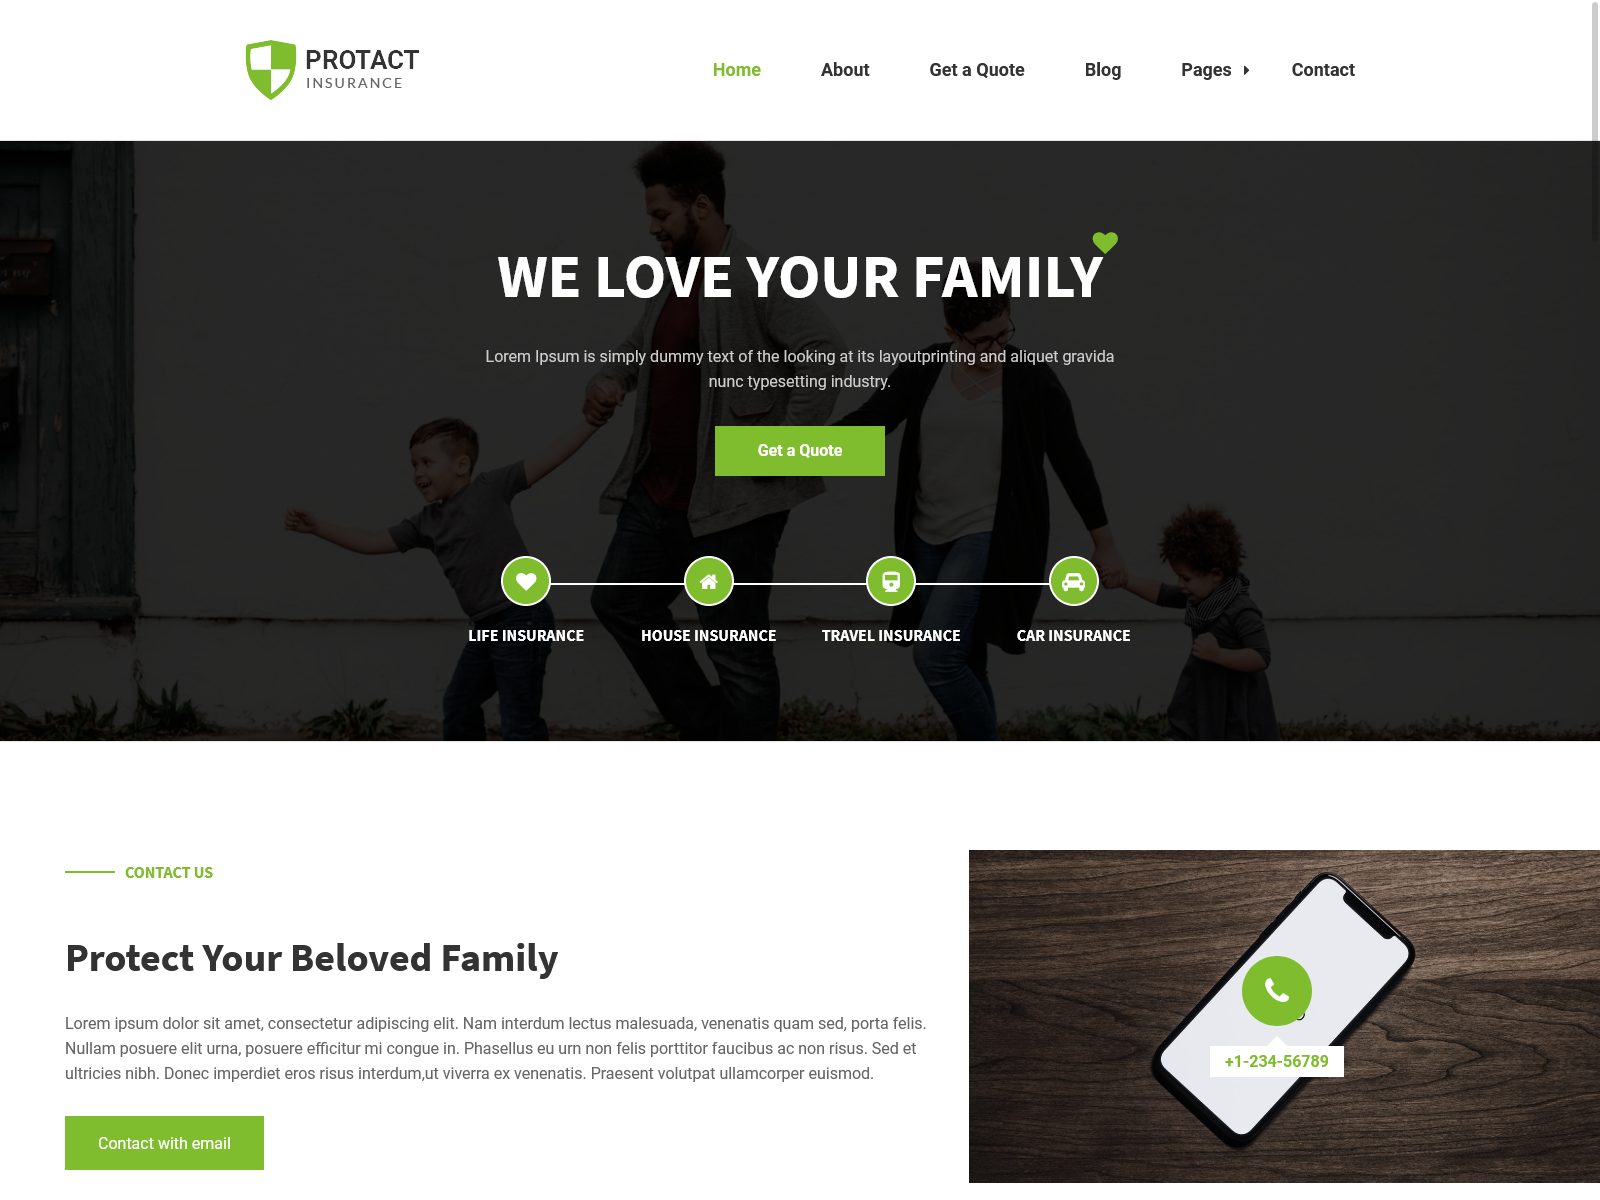 PROTACT
INSURANCE
Home
About
Get a Quote
Blog
Pages
Contact
WE LOVE YOUR FAMILY
Lorem Ipsum is simply dummy text of the looking at its layoutprinting and aliquet gravida
nunc typesetting industry.
Get a Quote
LIFE INSURANCE
HOUSE INSURANCE
TRAVEL INSURANCE
CAR INSURANCE
CONTACT US
Protect Your Beloved Family
Lorem ipsum dolor sit amet, consectetur adipiscing elit. Nam interdum lectus malesuada, venenatis quam sed, porta felis.
Nullam posuere elit urna, posuere efficitur mi congue in. Phasellus eu urn non felis porttitor faucibus ac non risus. Sed et
ultricies nibh. Donec imperdiet eros risus interdum,ut viverra ex venenatis. Praesent volutpat ullamcorper euismod.
Contact with email
+1-234-56789